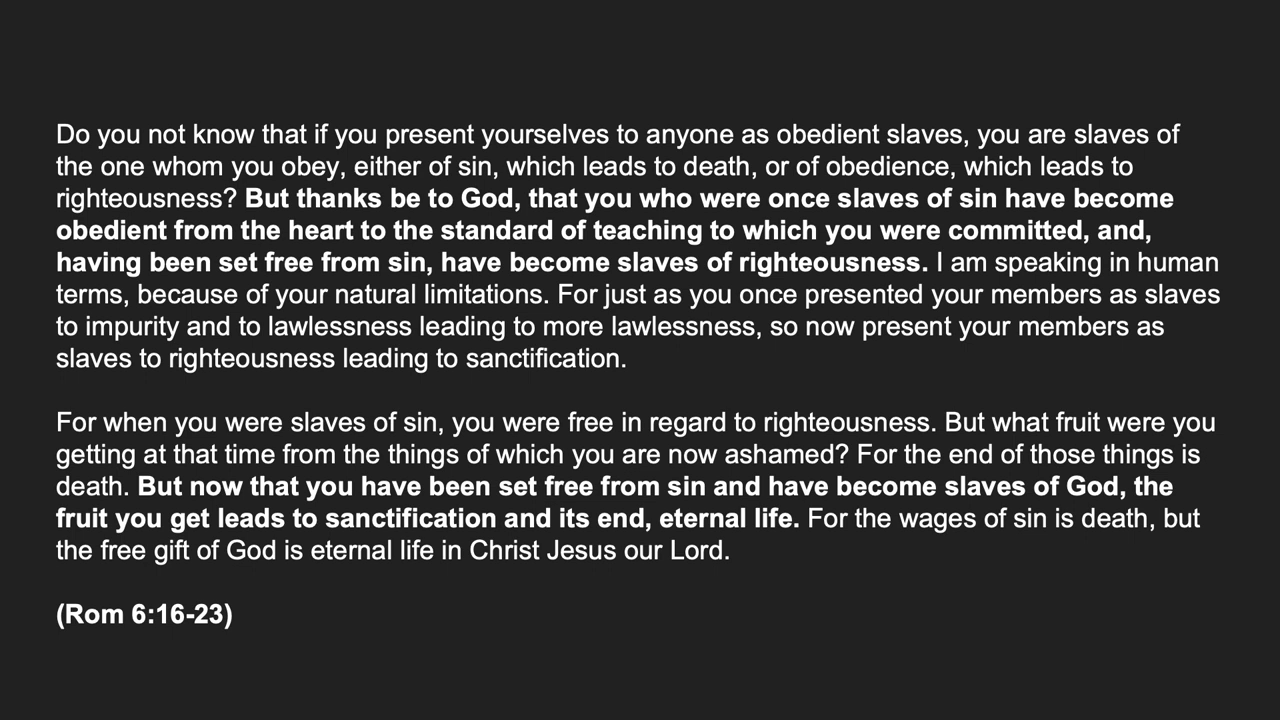 Do you not know that if you present yourselves to anyone as obedient slaves, you are slaves of
the one whom you obey, either of sin, which leads to death, or of obedience, which leads to
righteousness? But thanks be to God, that you who were once slaves of sin have become
obedient from the heart to the standard of teaching to which you were committed, and,
having been set free from sin, have become slaves of righteousness. I am speaking in human
terms, because of your natural limitations. For just as you once presented your members as slaves
to impurity and to lawlessness leading to more lawlessness, so now present your members as
slaves to righteousness leading to sanctification.
For when you were slaves of sin, you were free in regard to righteousness. But what fruit were you
getting at that time from the things of which you are now ashamed? For the end of those things is
death. But now that you have been set free from sin and have become slaves of God, the
fruit you get leads to sanctification and its end, eternal life. For the wages of sin is death, but
the free gift of God is eternal life in Christ Jesus our Lord.
(Rom 6:16-23)